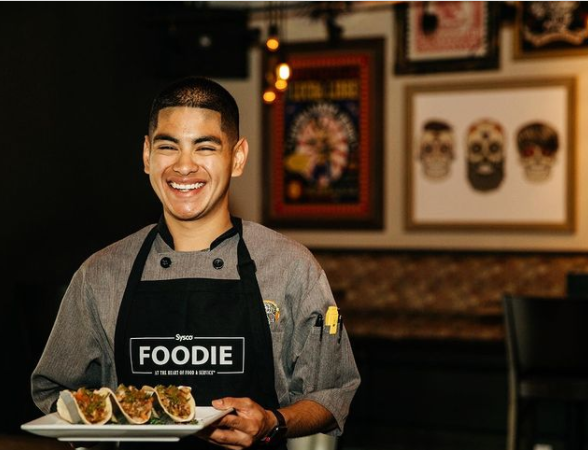 Sysco
FOODIE
AT THE HEART OF FOOD & SERVICE